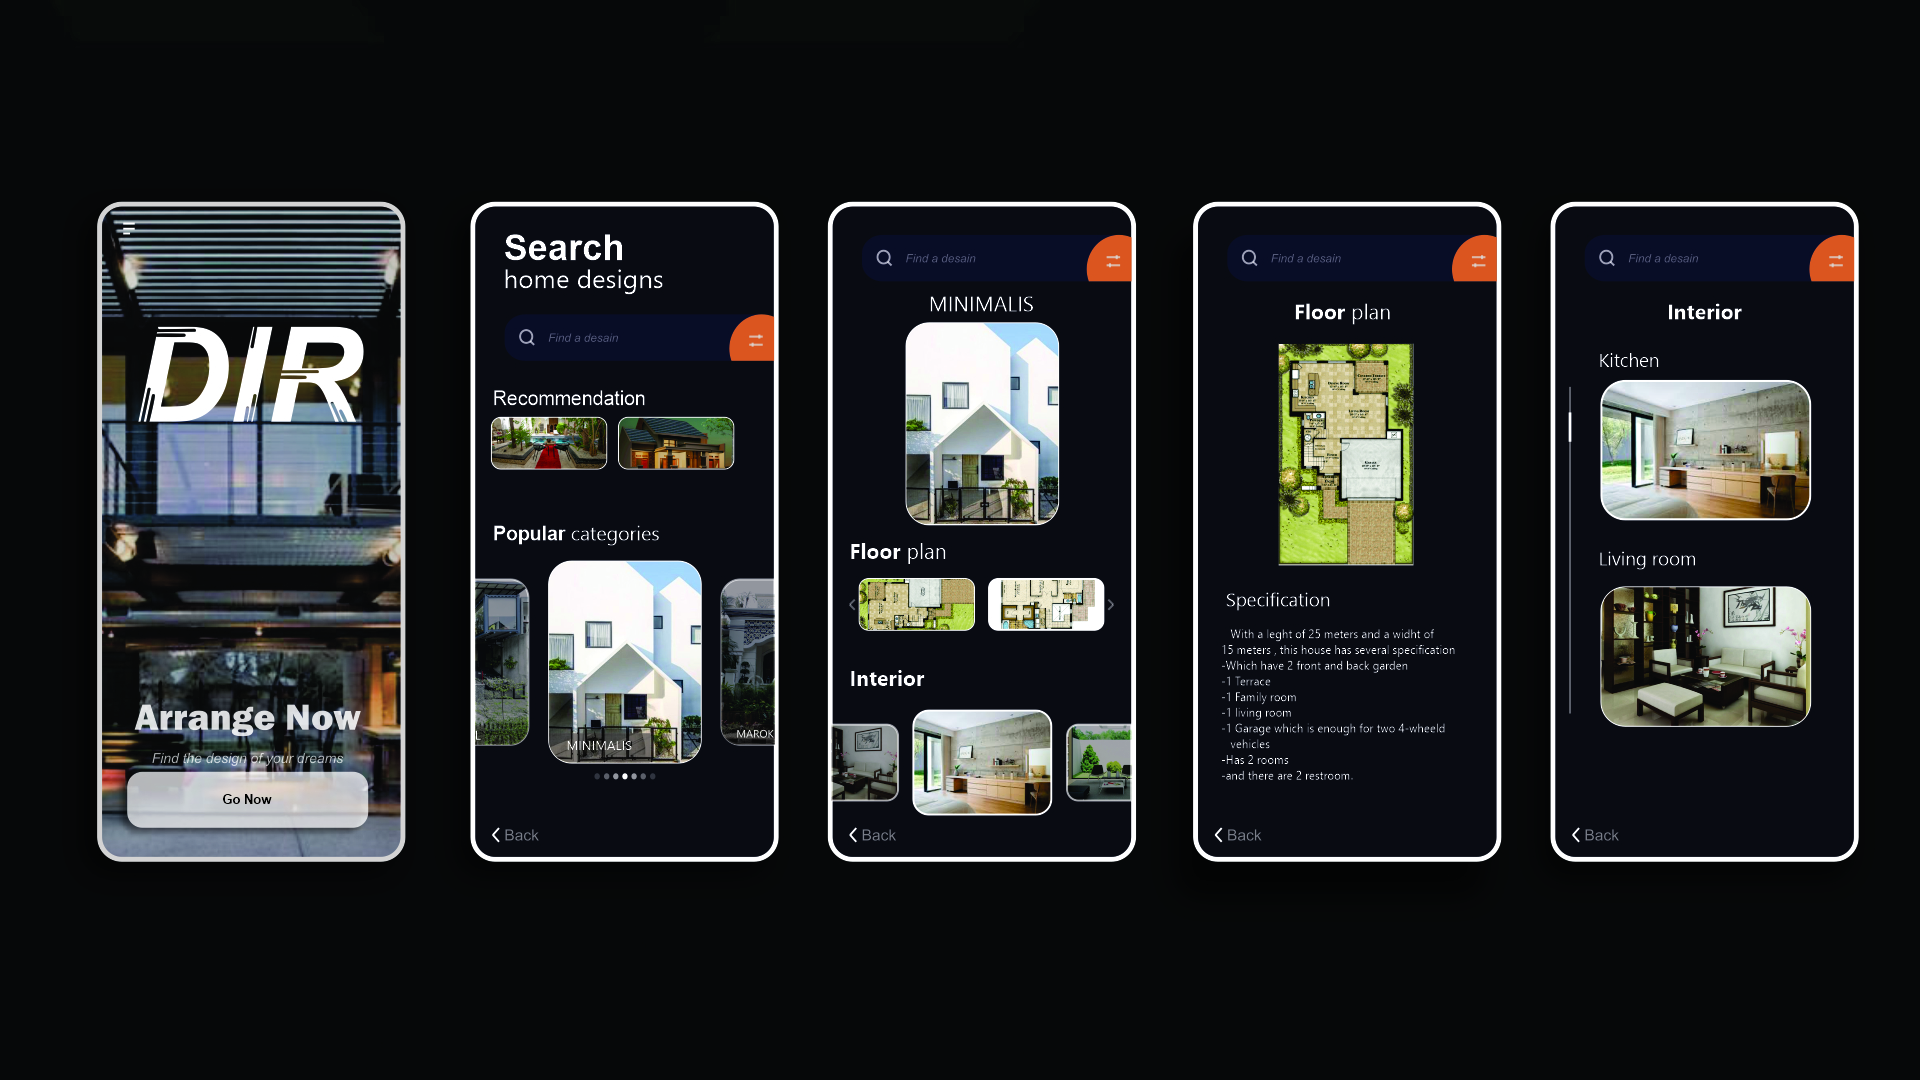 DIR
Arrange Now
Find the design of your dreams
Go Now
Search
home designs
Find a desain
Recommendation
Popular categories
L
MINIMALIS
MAROK
Back
Find a desain
MINIMALIS
Floor plan
Interior
Back
Find a desain
Floor plan
Specification
With a leght of 25 meters and a widht of
15 meters , this house has several specification
-Which have 2 front and back garden
-1 Terrace
-1 Family room
-1 living room
-1 Garage which is enough for two 4-wheeld
vehicles
-Has 2 rooms
-and there are 2 restroom.
Back
Find a desain
Interior
Kitchen
Living room
Back